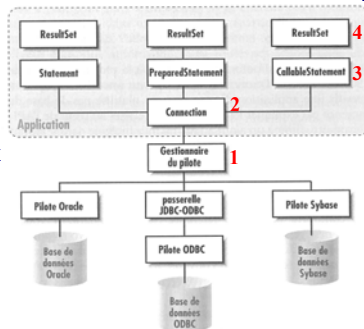 ResultSet ResultSet ResultSet 4
Statement PreparedStatement CallableStatement 3
Connection 2
Application
Gestionnaire
du pilote 1
Pilote Oracle
passerelle
JDBC-ODBC
Pilote Sybase
Pilote ODBC
Base de
données
Oracle
Base de
données
Sybase
Base de
données
ODBC